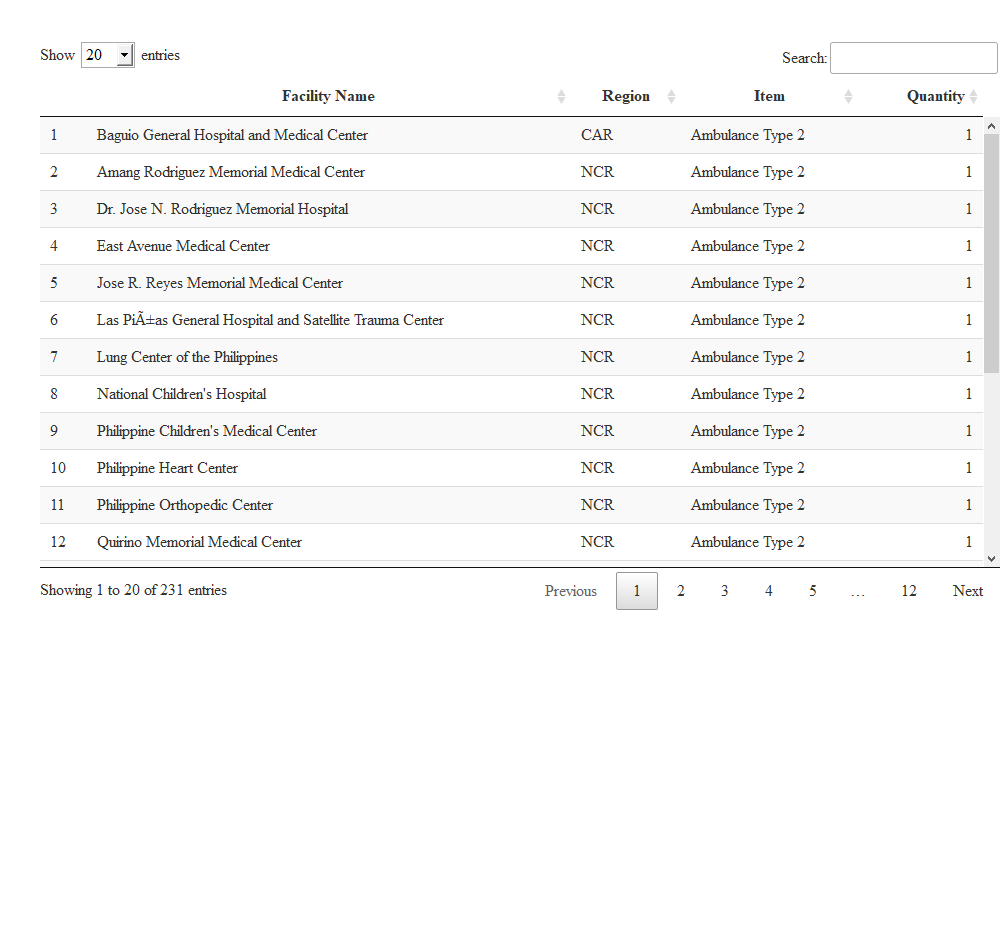 Show 20 entries
Search:
Facility Name Region Item Quantity
1 Baguio General Hospital and Medical Center CAR Ambulance Type 2 1
2 Amang Rodriguez Memorial Medical Center NCR Ambulance Type 2 1
3 Dr. Jose N. Rodriguez Memorial Hospital NCR Ambulance Type 2 1
4 East Avenue Medical Center NCR Ambulance Type 2 1
5 Jose R. Reyes Memorial Medical Center NCR Ambulance Type 2 1
6 Las PiÃ±as General Hospital and Satellite Trauma Center NCR Ambulance Type 2 1
7 Lung Center of the Philippines NCR Ambulance Type 2 1
8 National Children's Hospital NCR Ambulance Type 2 1
9 Philippine Children's Medical Center NCR Ambulance Type 2 1
10 Philippine Heart Center NCR Ambulance Type 2 1
11 Philippine Orthopedic Center NCR Ambulance Type 2 1
12 Quirino Memorial Medical Center NCR Ambulance Type 2 1
Showing 1 to 20 of 231 entries
Previous 1 2 3 4 5 … 12 Next